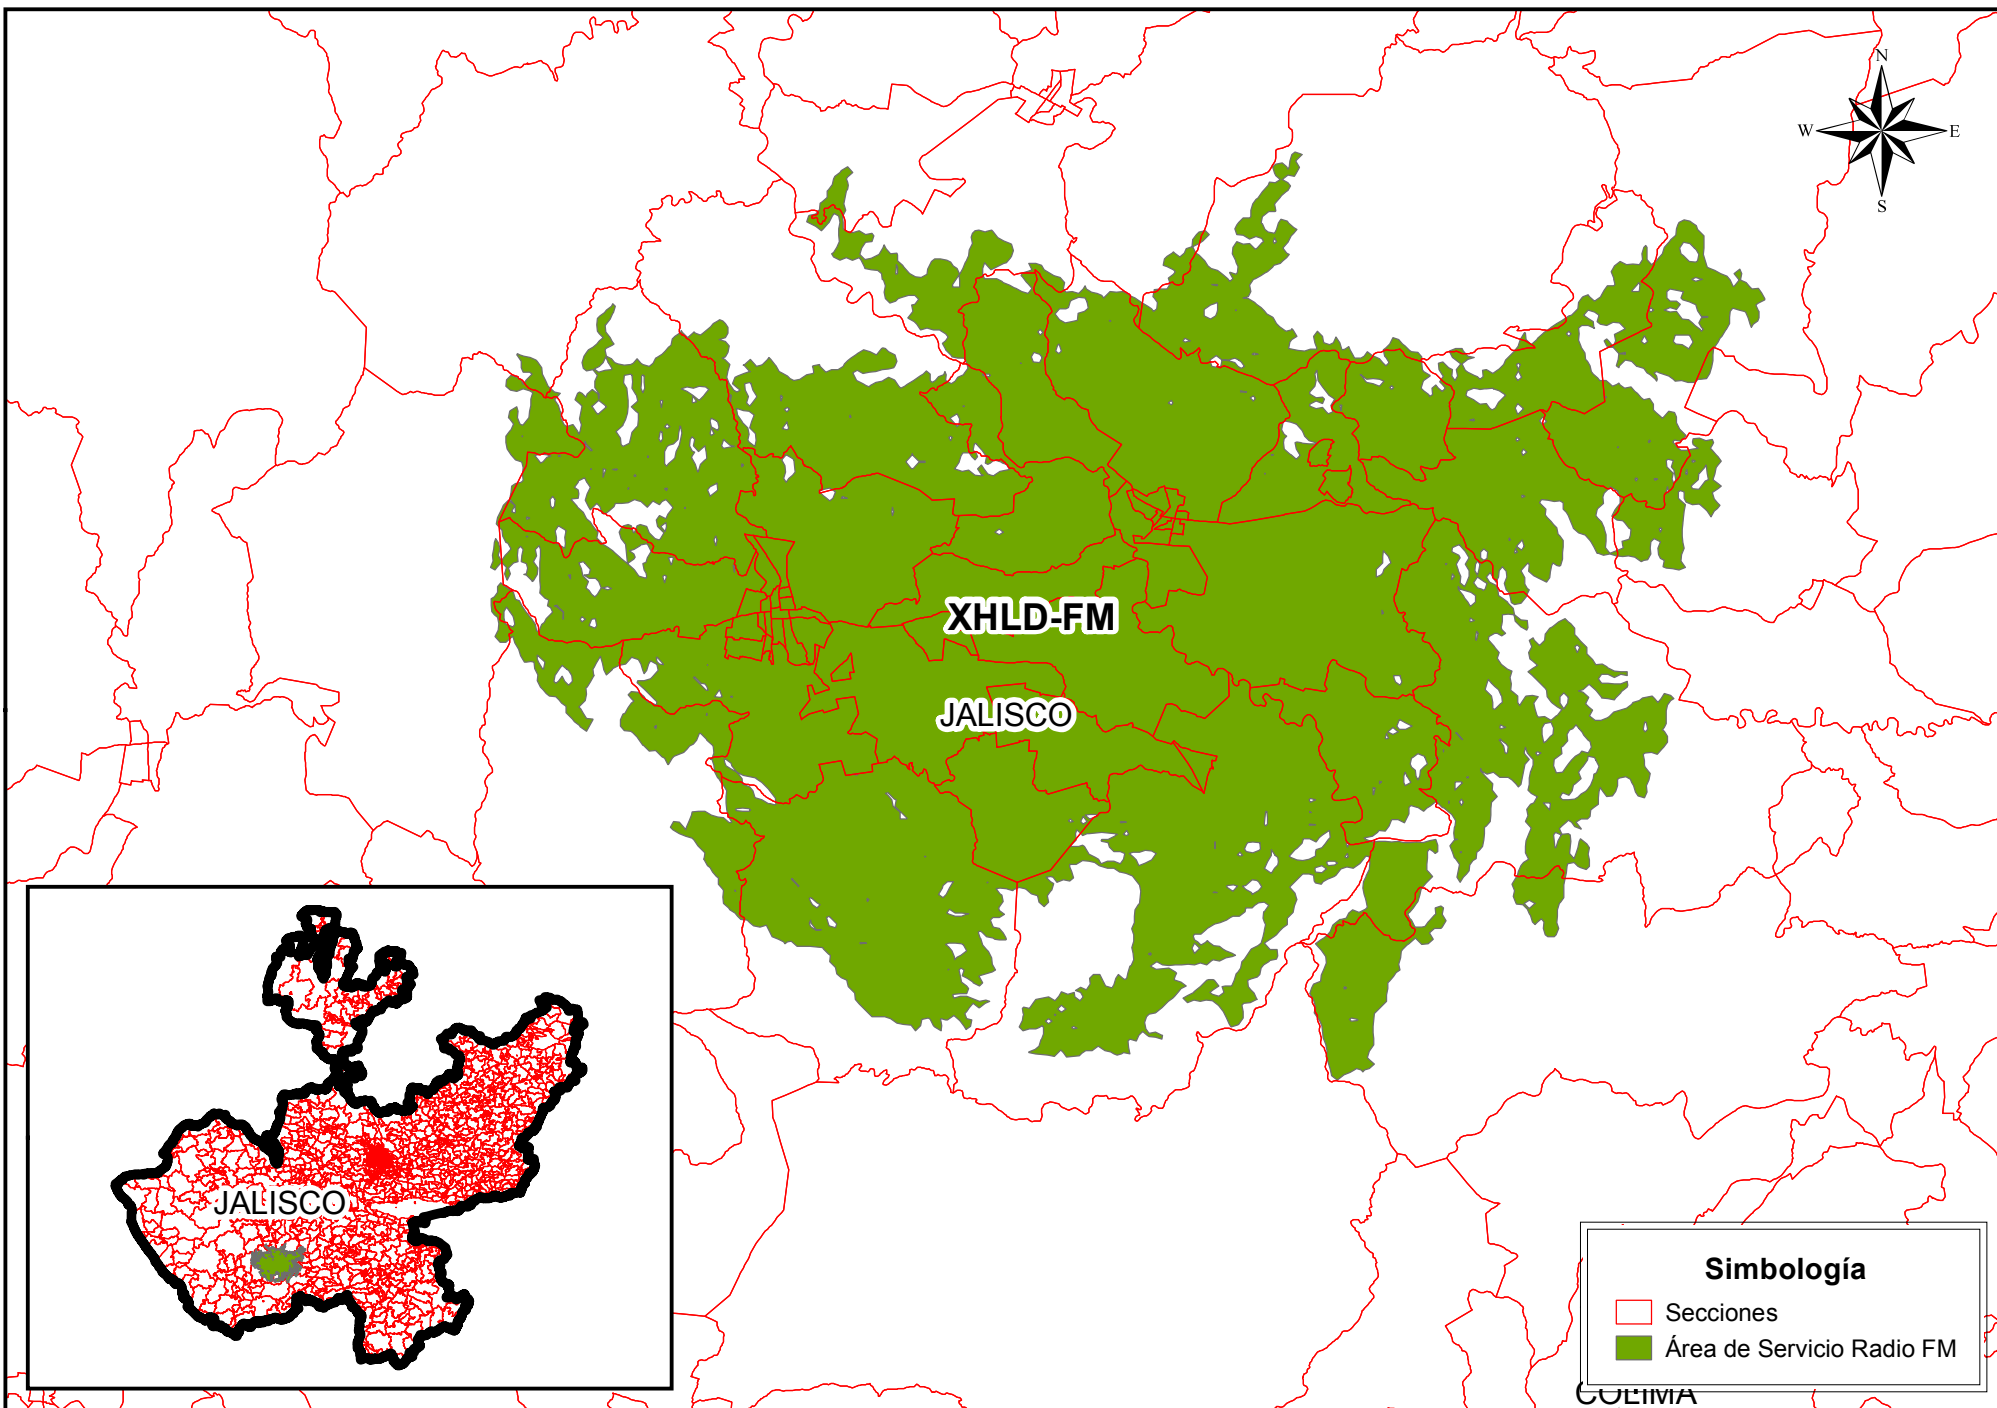 N
W E
S
XHLD-FM
JALISCO
JALISCO
Simbología
Secciones
Área de Servicio Radio FM
COLIMA